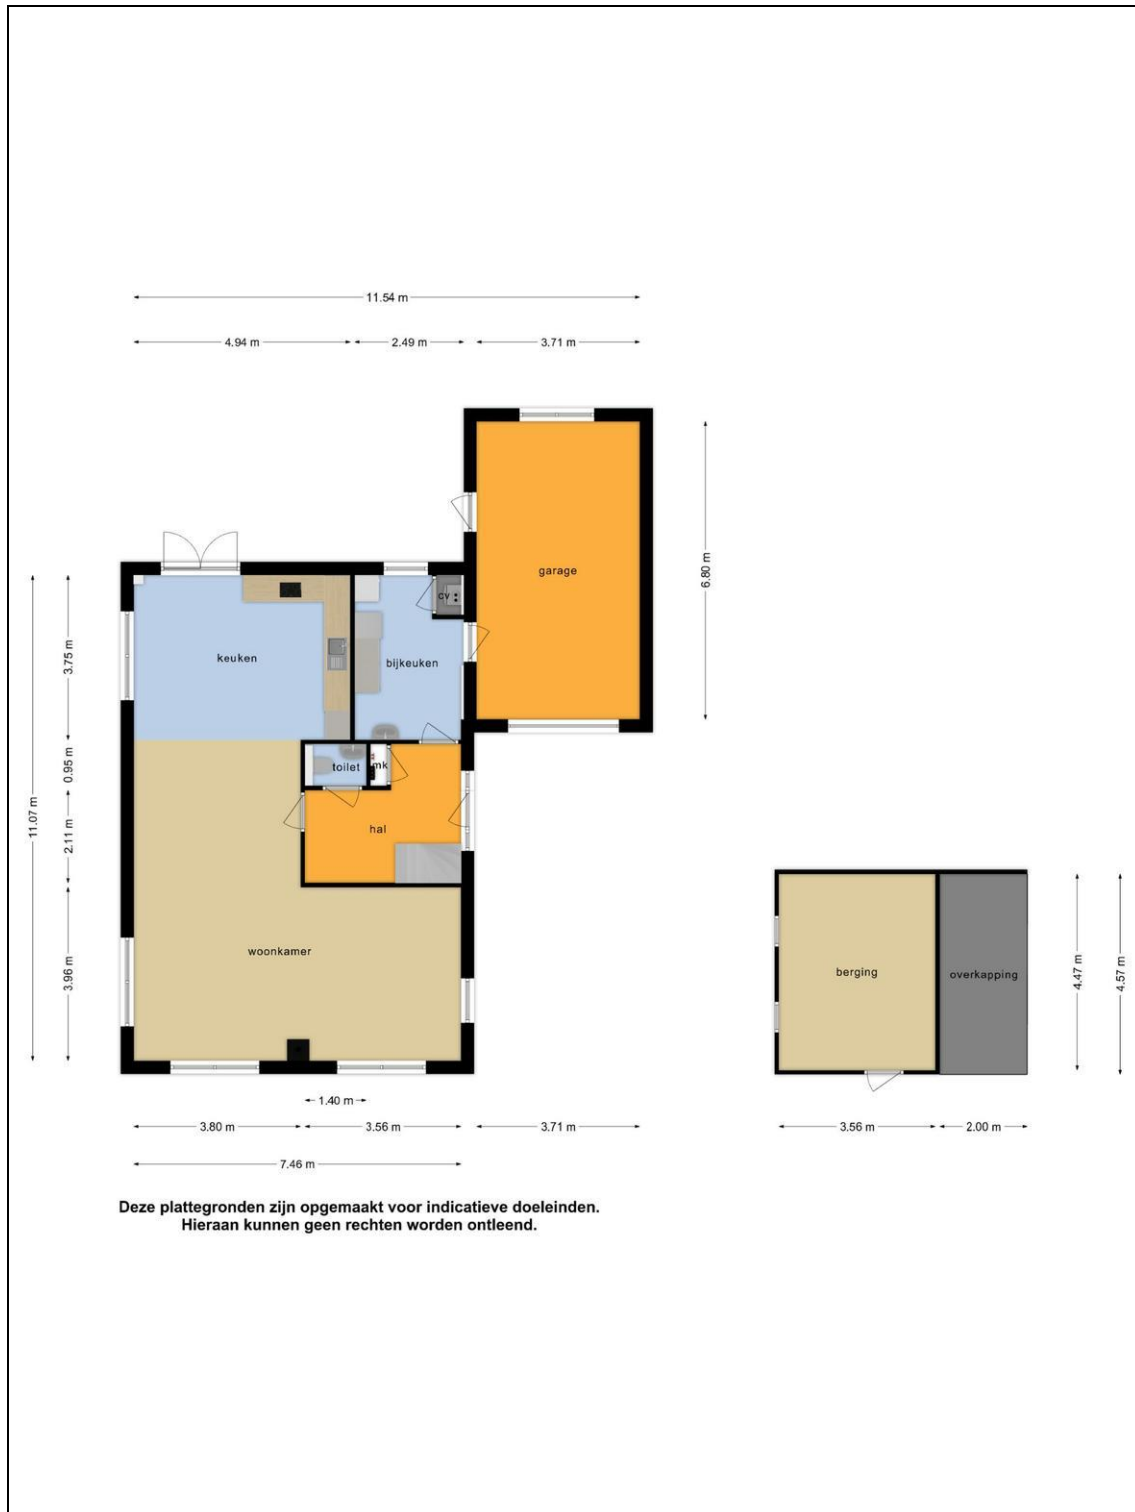 11.54 m
4.94 m
2.49 m
3.71 m
garage
6.80 m
keuken
bijkeuken
cv
3.75 m
0.95 m
11.07 m
2.11 m
3.96 m
toilet
mk
hal
woonkamer
berging
overkapping
4.47 m
4.57 m
1.40 m
3.80 m
3.56 m
3.71 m
3.56 m
2.00 m
7.46 m
Deze plattegronden zijn opgemaakt voor indicatieve doeleinden.
Hieraan kunnen geen rechten worden ontleend.